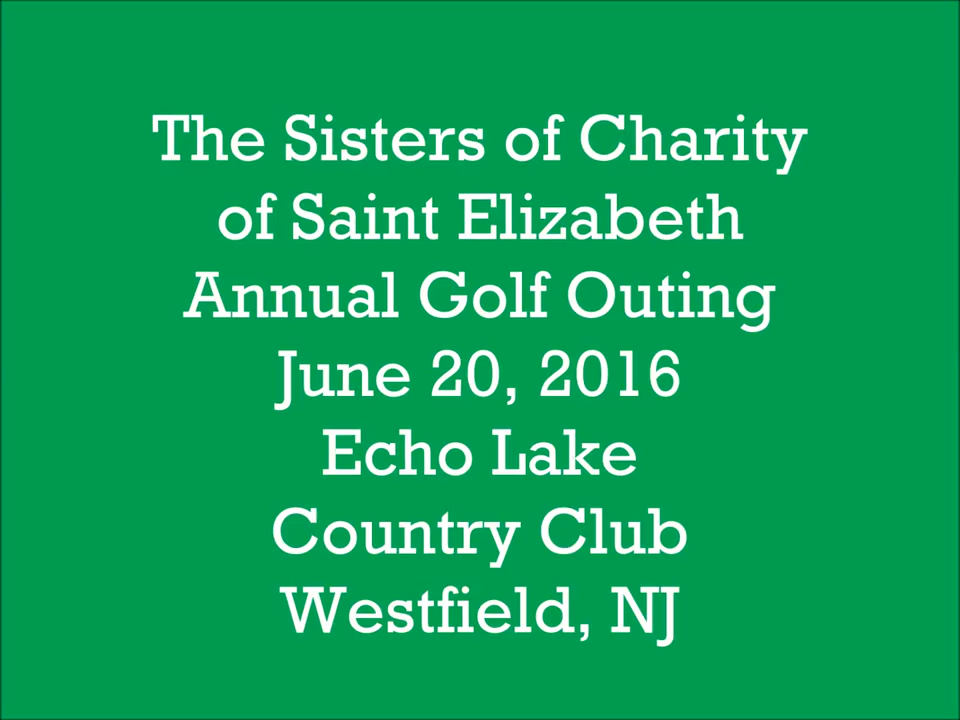 The Sisters of Charity
of Saint Elizabeth
Annual Golf Outing
June 20, 2016
Echo Lake
Country Club
Westfield, NJ